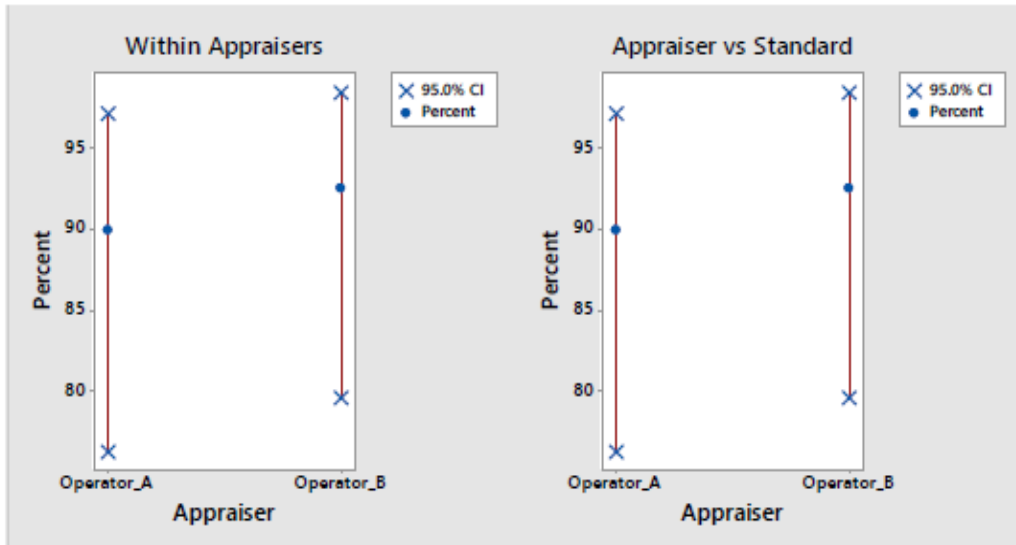 Within Appraisers
95.0% CI
Percent
95
90
85
80
Percent
Operator_A
Operator_B
Appraiser
Appraiser vs Standard
95.0% CI
Percent
95
90
85
80
Percent
Operator_A
Operator_B
Appraiser